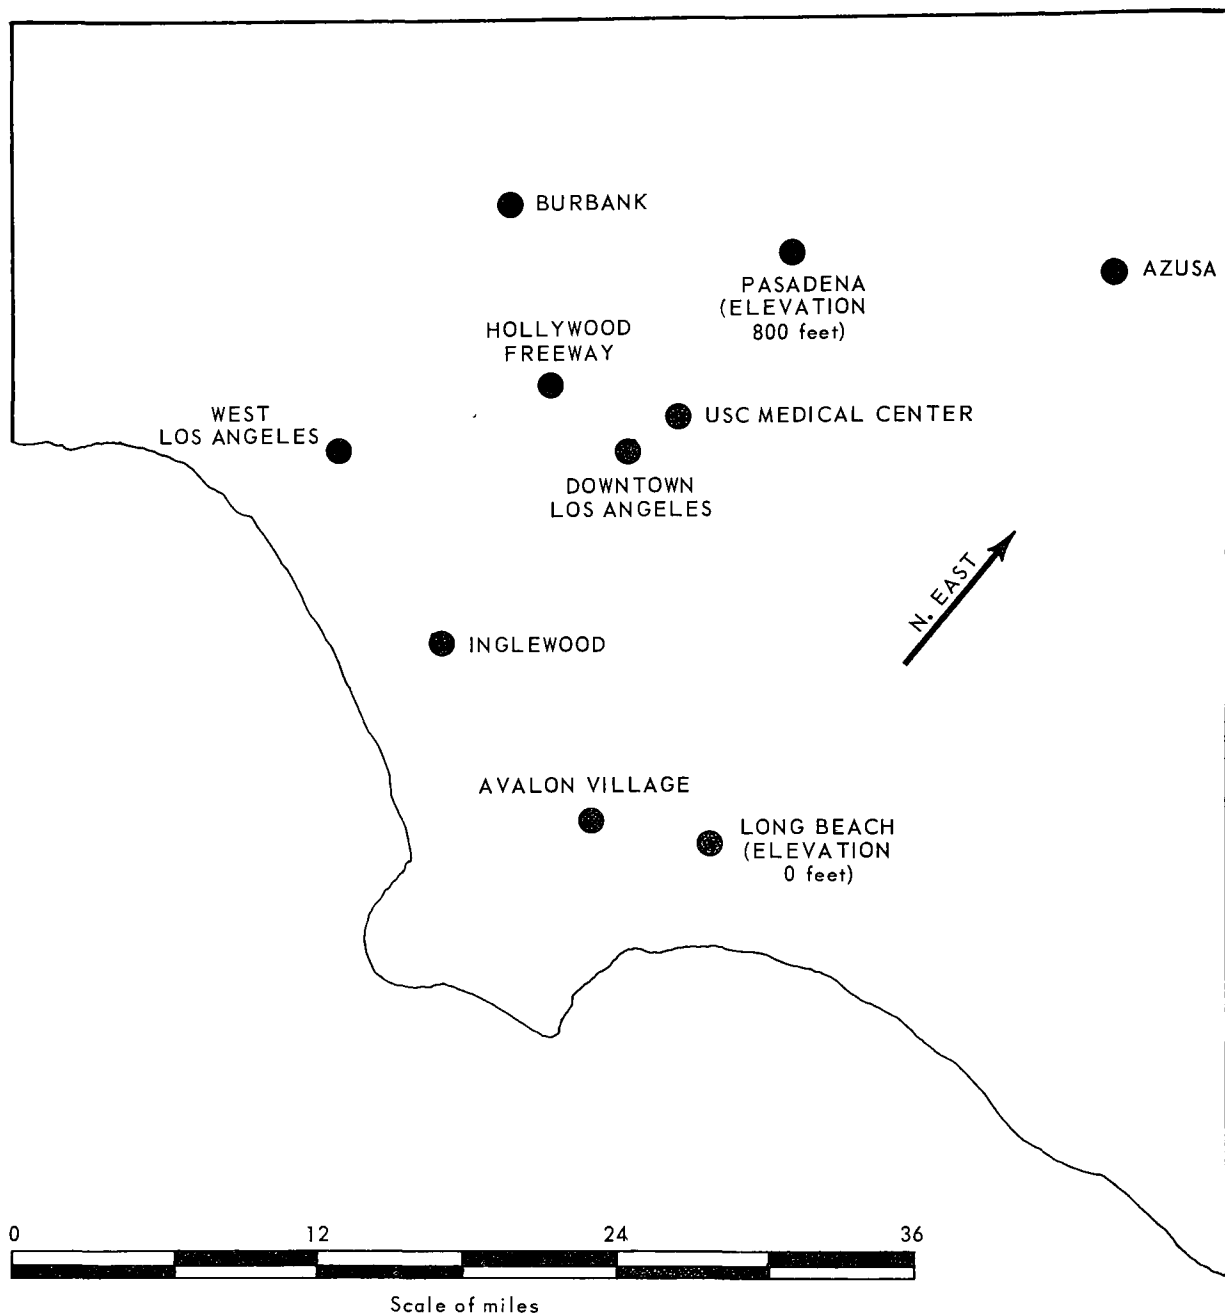 BURBANK
PASADENA
(ELEVATION
800 feet)
AZUSA
HOLLYWOOD
FREEWAY
WEST
LOS ANGELES
USC MEDICAL CENTER
DOWNTOWN
LOS ANGELES
N. EAST
INGLEWOOD
AVALON VILLAGE
LONG BEACH
(ELEVATION
0 feet)
0 12 24 36
Scale of miles